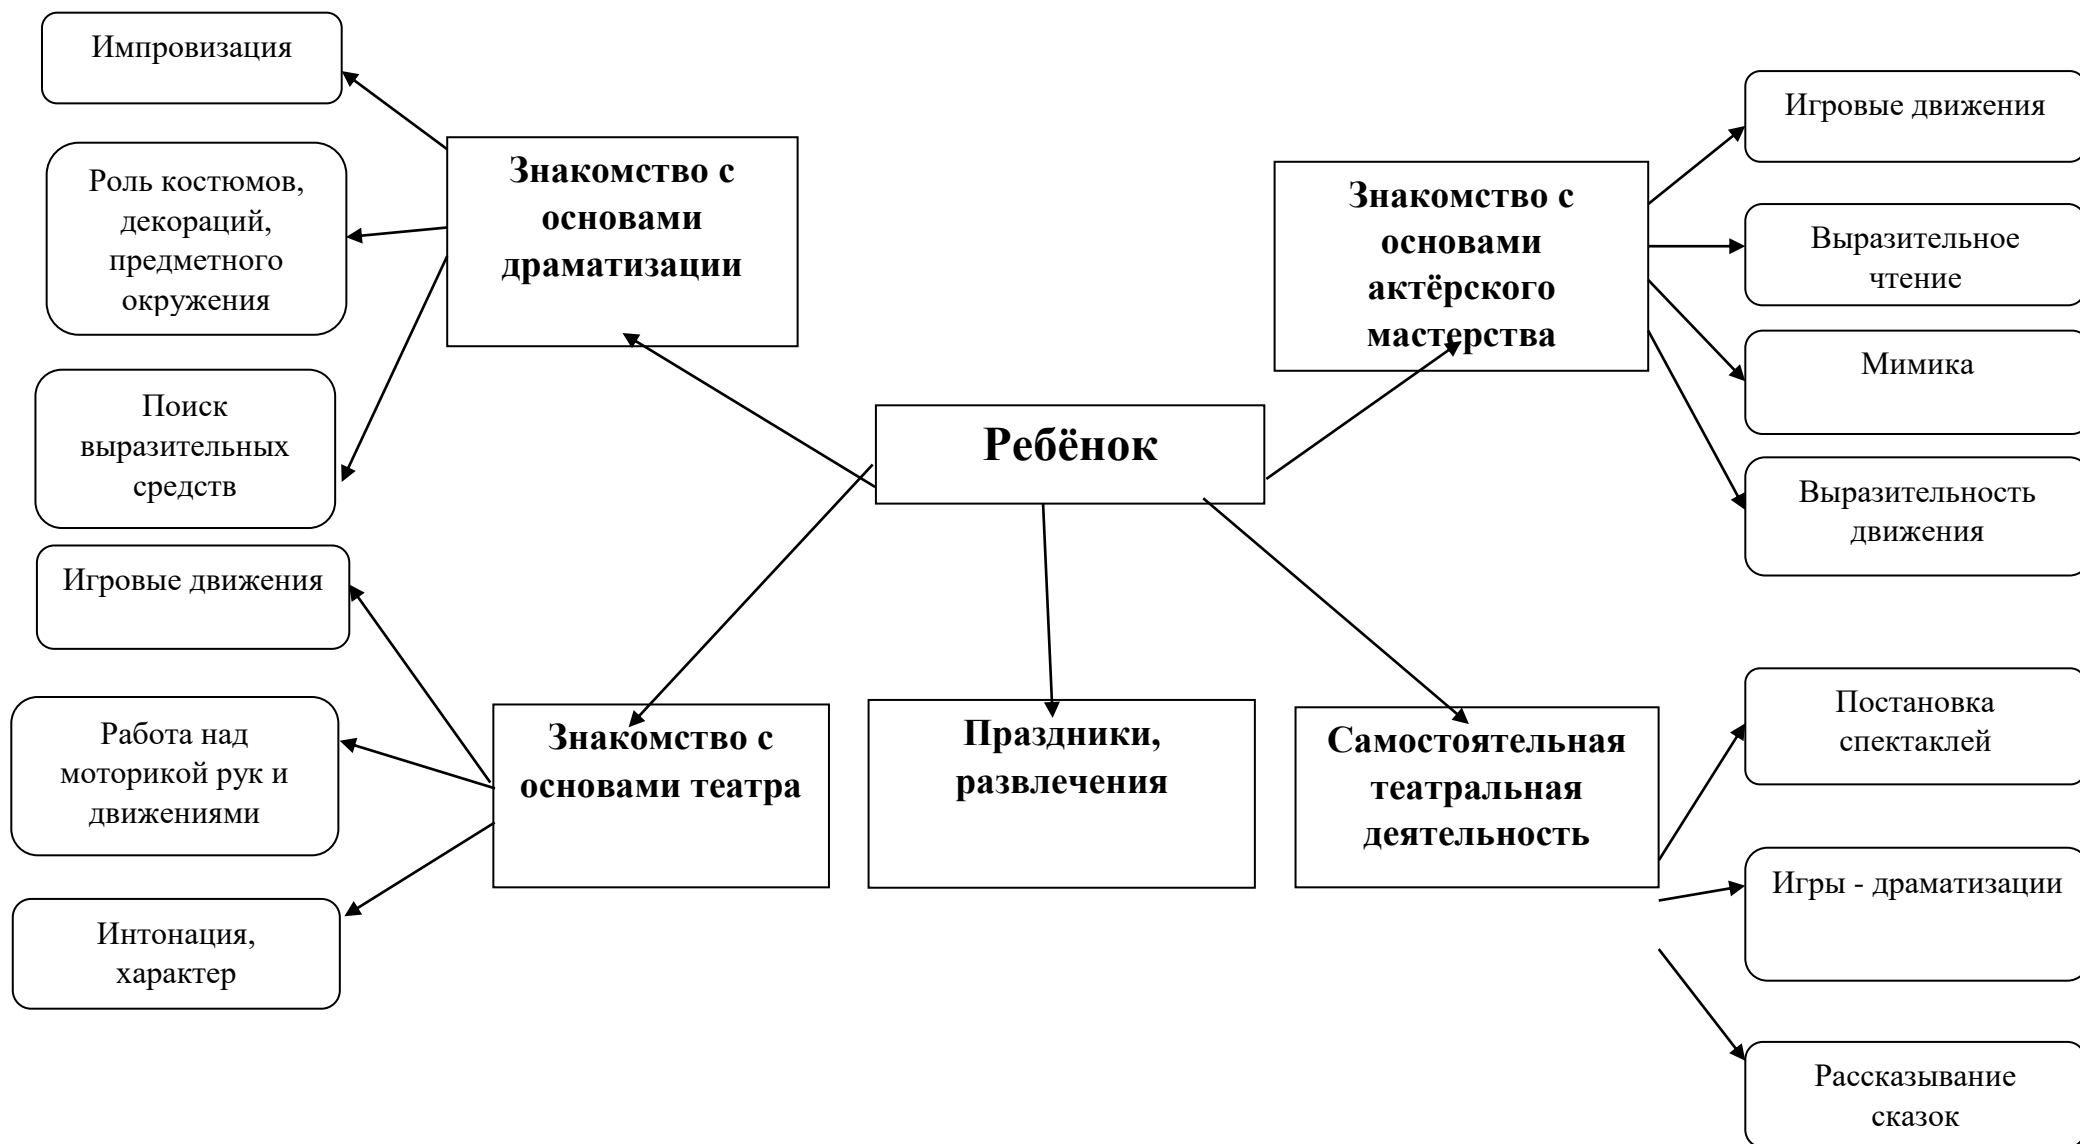 Импровизация
Роль костюмов,
декораций,
предметного
окружения
Поиск
выразительных
средств
Знакомство с
основами
драматизации
Знакомство с
основами
актёрского
мастерства
Игровые движения
Выразительное
чтение
Мимика
Выразительность
движения
Ребёнок
Игровые движения
Работа над
моторикой рук и
движениями
Интонация,
характер
Знакомство с
основами театра
Праздники,
развлечения
Самостоятельная
театральная
деятельность
Постановка
спектаклей
Игры - драматизации
Рассказывание
сказок